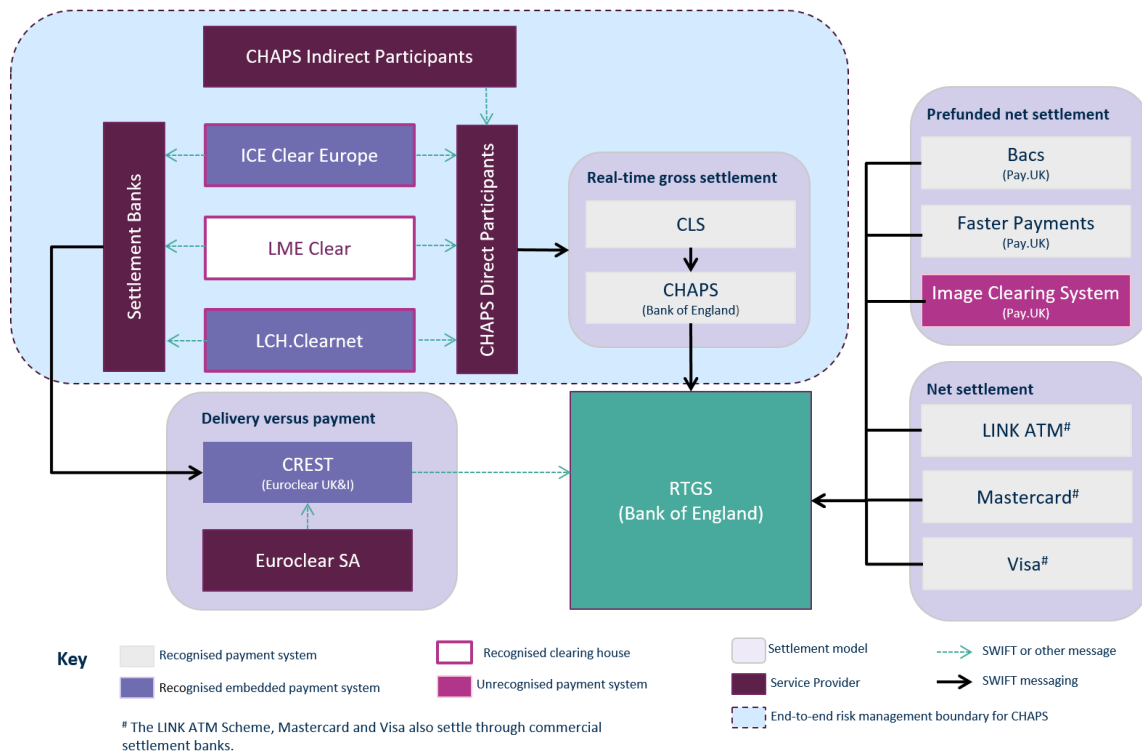 CHAPS Indirect Participants
Settlement Banks
ICE Clear Europe
LME Clear
LCH.Clearnet
CHAPS Direct Participants
Real-time gross settlement
CLS
CHAPS
(Bank of England)
Prefunded net settlement
Bacs
(Pay.UK)
Faster Payments
(Pay.UK)
Image Clearing System
(Pay.UK)
Delivery versus payment
CREST
(Euroclear UK&I)
Euroclear SA
RTGS
(Bank of England)
Net settlement
LINK ATM#
Mastercard#
Visa#
Key
Recognised payment system
Recognised embedded payment system
Recognised clearing house
Unrecognised payment system
Settlement model
Service Provider
End-to-end risk management boundary for CHAPS
SWIFT or other message
SWIFT messaging
# The LINK ATM Scheme, Mastercard and Visa also settle through commercial
settlement banks.